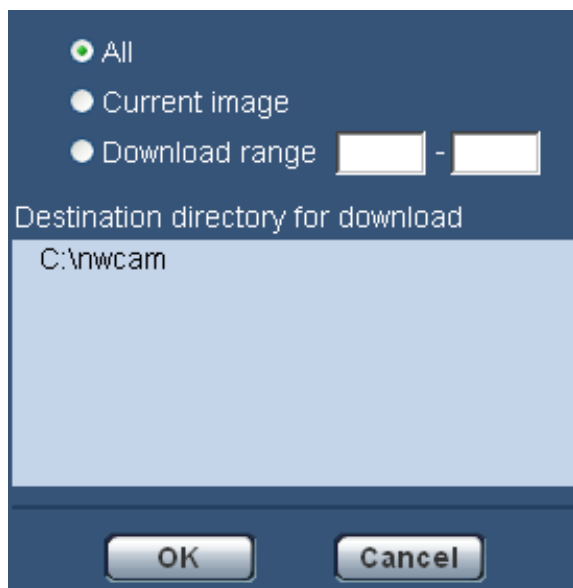 All
Current image
Download range -
Destination directory for download
C:\nwcam
OK
Cancel